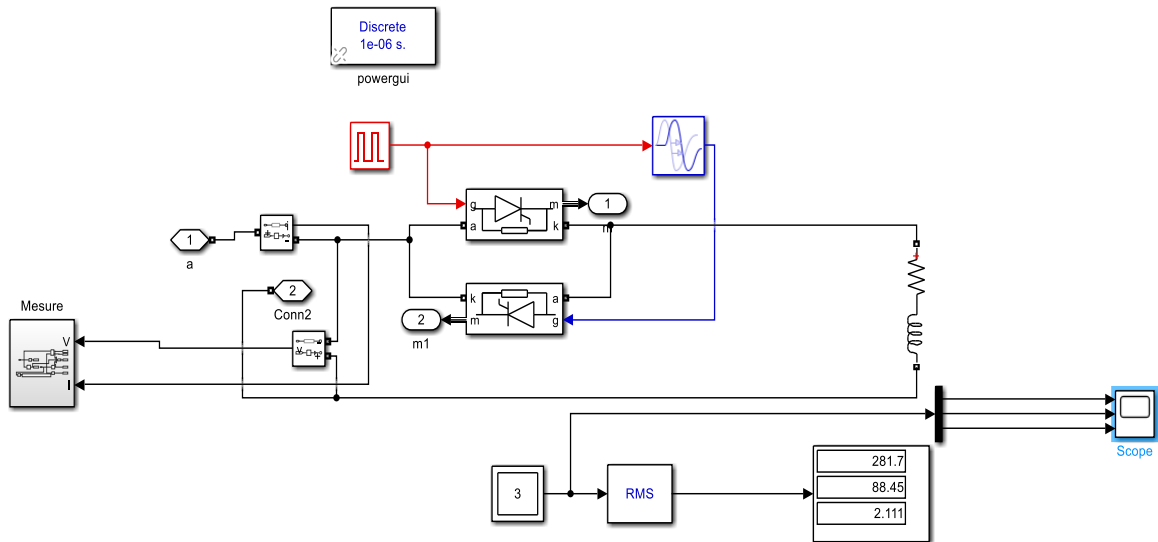 Discrete
1e-06 s.
powergui
g
m
a
k
1
m
1
a
i
-
2
Conn2
k
a
m
g
2
m1
Mesure
V
I
v
+
-
+
3
RMS
281.7
88.45
2.111
Scope